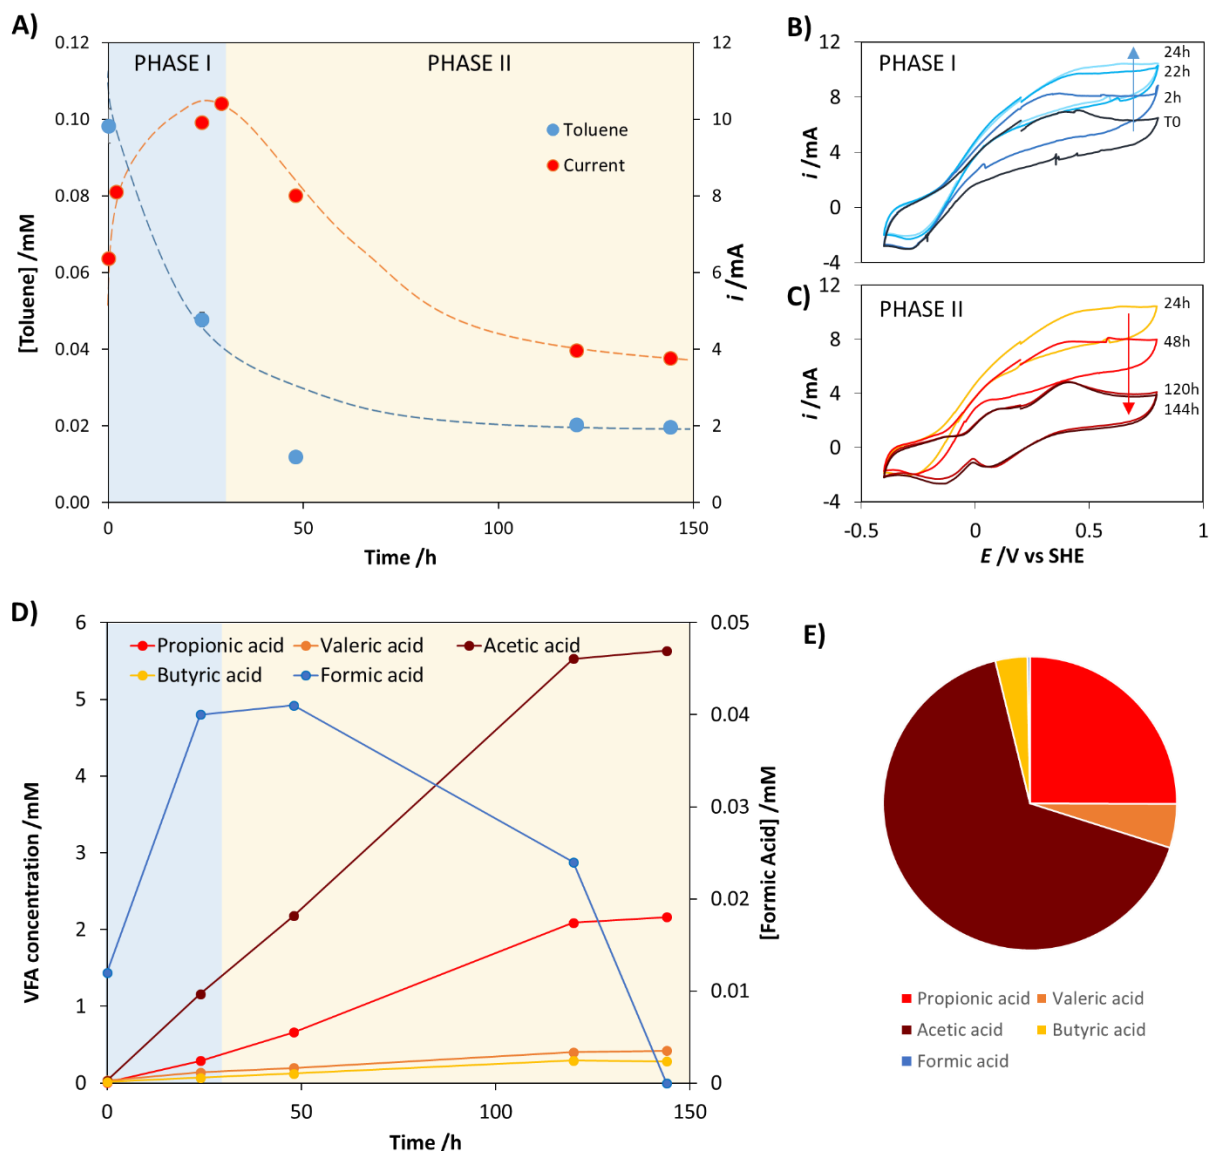 A)
PHASE I
PHASE II
Toluene
Current
0.12
0.10
0.08
0.06
0.04
0.02
0.00
[Toluene] /mM
12
10
8
6
4
2
0
i /mA
0
50
100
150
Time /h
B)
PHASE I
12
8
4
0
-4
i /mA
24h
22h
2h
T0
C)
PHASE II
12
8
4
0
-4
i /mA
24h
48h
120h
144h
-0.5
0
0.5
1
E /V vs SHE
D)
Propionic acid
Valeric acid
Acetic acid
Butyric acid
Formic acid
6
5
4
3
2
1
0
VFA concentration /mM
0.05
0.04
0.03
0.02
0.01
0
[Formic Acid] /mM
0
50
100
150
Time /h
E)
Propionic acid
Valeric acid
Acetic acid
Butyric acid
Formic acid